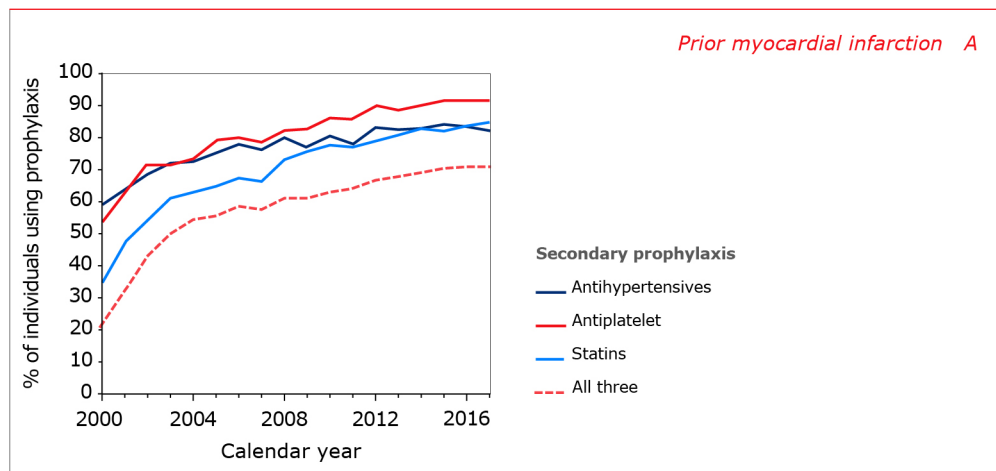 Prior myocardial infarction A
% of individuals using prophylaxis
100
90
80
70
60
50
40
30
20
10
0
2000 2004 2008 2012 2016
Calendar year
Secondary prophylaxis
Antihypertensives
Antiplatelet
Statins
All three